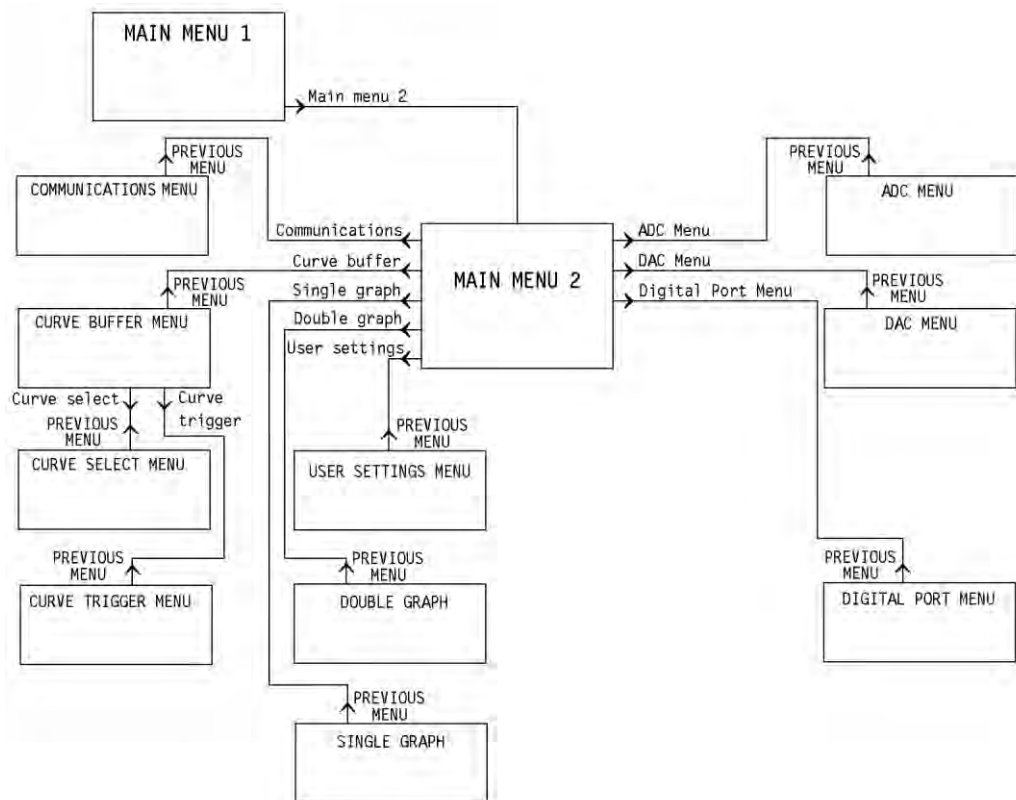 MAIN MENU 1
Main menu 2
PREVIOUS
MENU
COMMUNICATIONS MENU
PREVIOUS
MENU
ADC MENU
Communications
Curve buffer
Single graph
Double graph
User settings
MAIN MENU 2
ADC Menu
DAC Menu
Digital Port Menu
PREVIOUS
MENU
CURVE BUFFER MENU
PREVIOUS
MENU
DAC MENU
Curve select
Curve
trigger
PREVIOUS
MENU
CURVE SELECT MENU
PREVIOUS
MENU
USER SETTINGS MENU
PREVIOUS
MENU
CURVE TRIGGER MENU
PREVIOUS
MENU
DOUBLE GRAPH
PREVIOUS
MENU
DIGITAL PORT MENU
PREVIOUS
MENU
SINGLE GRAPH